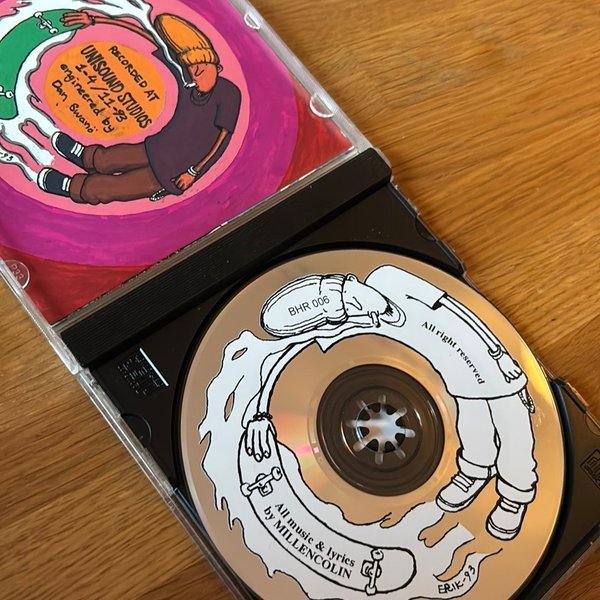 RECORDED AT
UNISOUND STUDIOS
1-4/11-93
engineered by
Dan Swanö
BHR 006
All right reserved
All music & lyrics
by MILLENCOLIN
ERIK-93